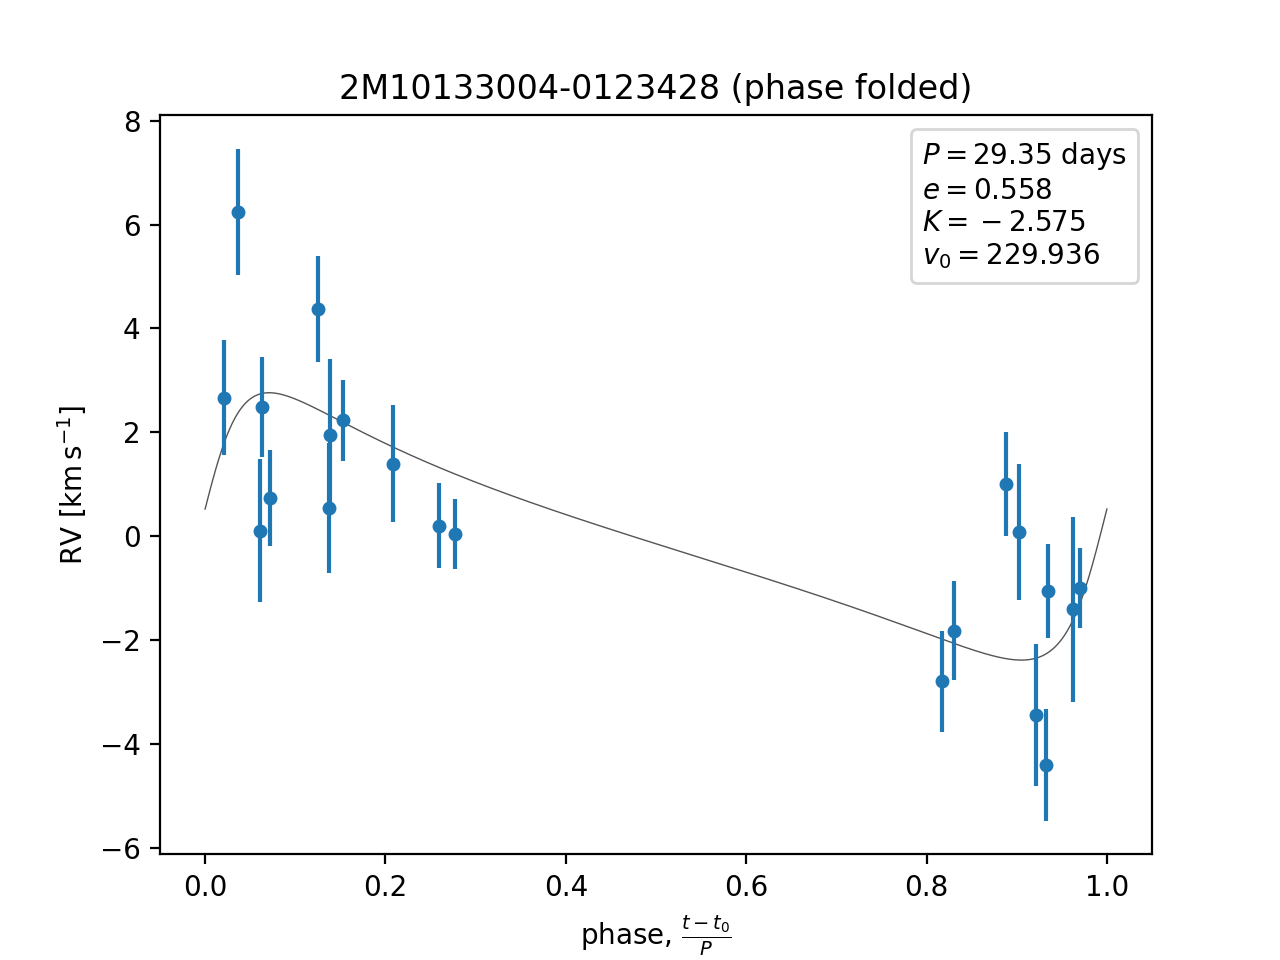 2M10133004-0123428 (phase folded)
P = 29.35 days
e = 0.558
K = −2.575
v₀ = 229.936
RV [km s⁻¹]
8
6
4
2
0
−2
−4
−6
0.0 0.2 0.4 0.6 0.8 1.0
phase, (t−t₀)/P